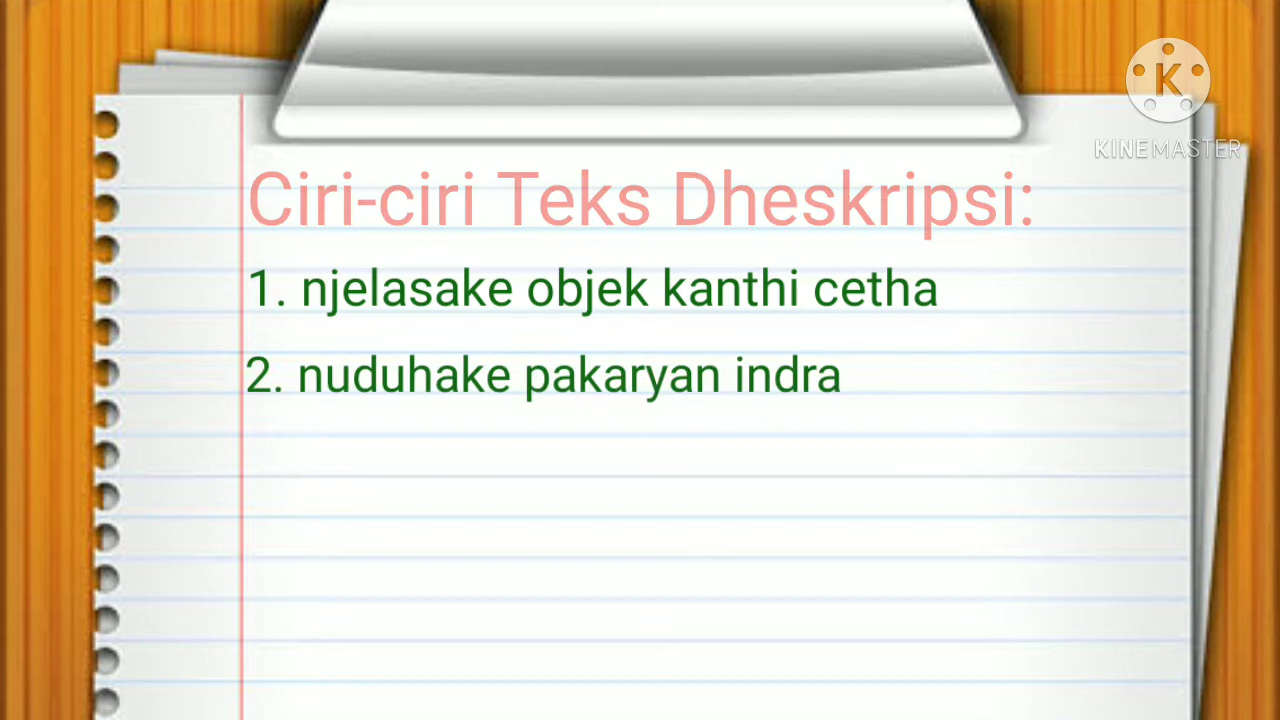 K
KINEMASTER
Ciri-ciri Teks Dheskripsi:
1. njelasake objek kanthi cetha
2. nuduhake pakaryan indra